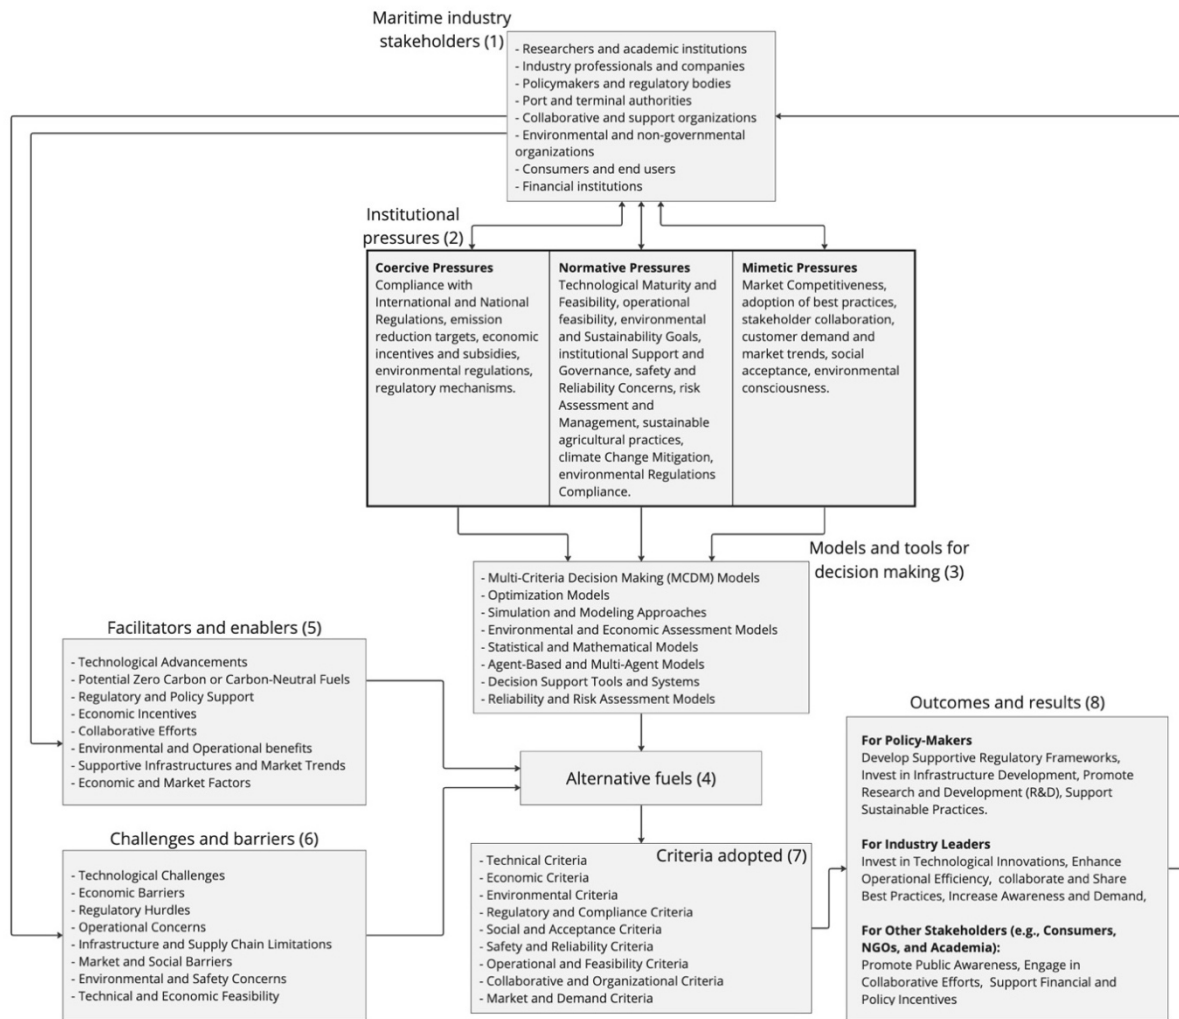 Maritime industry
stakeholders (1)
- Researchers and academic institutions
- Industry professionals and companies
- Policymakers and regulatory bodies
- Port and terminal authorities
- Collaborative and support organizations
- Environmental and non-governmental
organizations
- Consumers and end users
- Financial institutions
Institutional
pressures (2)
Coercive Pressures
Compliance with
International and National
Regulations, emission
reduction targets, economic
incentives and subsidies,
environmental regulations,
regulatory mechanisms.
Normative Pressures
Technological Maturity and
Feasibility, operational
feasibility, environmental
and Sustainability Goals,
institutional Support and
Governance, safety and
Reliability Concerns, risk
Assessment and
Management, sustainable
agricultural practices,
climate Change Mitigation,
environmental Regulations
Compliance.
Mimetic Pressures
Market Competitiveness,
adoption of best practices,
stakeholder collaboration,
customer demand and
market trends, social
acceptance, environmental
consciousness.
Models and tools for
decision making (3)
- Multi-Criteria Decision Making (MCDM) Models
- Optimization Models
- Simulation and Modeling Approaches
- Environmental and Economic Assessment Models
- Statistical and Mathematical Models
- Agent-Based and Multi-Agent Models
- Decision Support Tools and Systems
- Reliability and Risk Assessment Models
Facilitators and enablers (5)
- Technological Advancements
- Potential Zero Carbon or Carbon-Neutral Fuels
- Regulatory and Policy Support
- Economic Incentives
- Collaborative Efforts
- Environmental and Operational benefits
- Supportive Infrastructures and Market Trends
- Economic and Market Factors
Alternative fuels (4)
Challenges and barriers (6)
- Technological Challenges
- Economic Barriers
- Regulatory Hurdles
- Operational Concerns
- Infrastructure and Supply Chain Limitations
- Market and Social Barriers
- Environmental and Safety Concerns
- Technical and Economic Feasibility
Criteria adopted (7)
- Technical Criteria
- Economic Criteria
- Environmental Criteria
- Regulatory and Compliance Criteria
- Social and Acceptance Criteria
- Safety and Reliability Criteria
- Operational and Feasibility Criteria
- Collaborative and Organizational Criteria
- Market and Demand Criteria
Outcomes and results (8)
For Policy-Makers
Develop Supportive Regulatory Frameworks,
Invest in Infrastructure Development, Promote
Research and Development (R&D), Support
Sustainable Practices.
For Industry Leaders
Invest in Technological Innovations, Enhance
Operational Efficiency, collaborate and Share
Best Practices, Increase Awareness and Demand,
For Other Stakeholders (e.g., Consumers,
NGOs, and Academia):
Promote Public Awareness, Engage in
Collaborative Efforts, Support Financial and
Policy Incentives